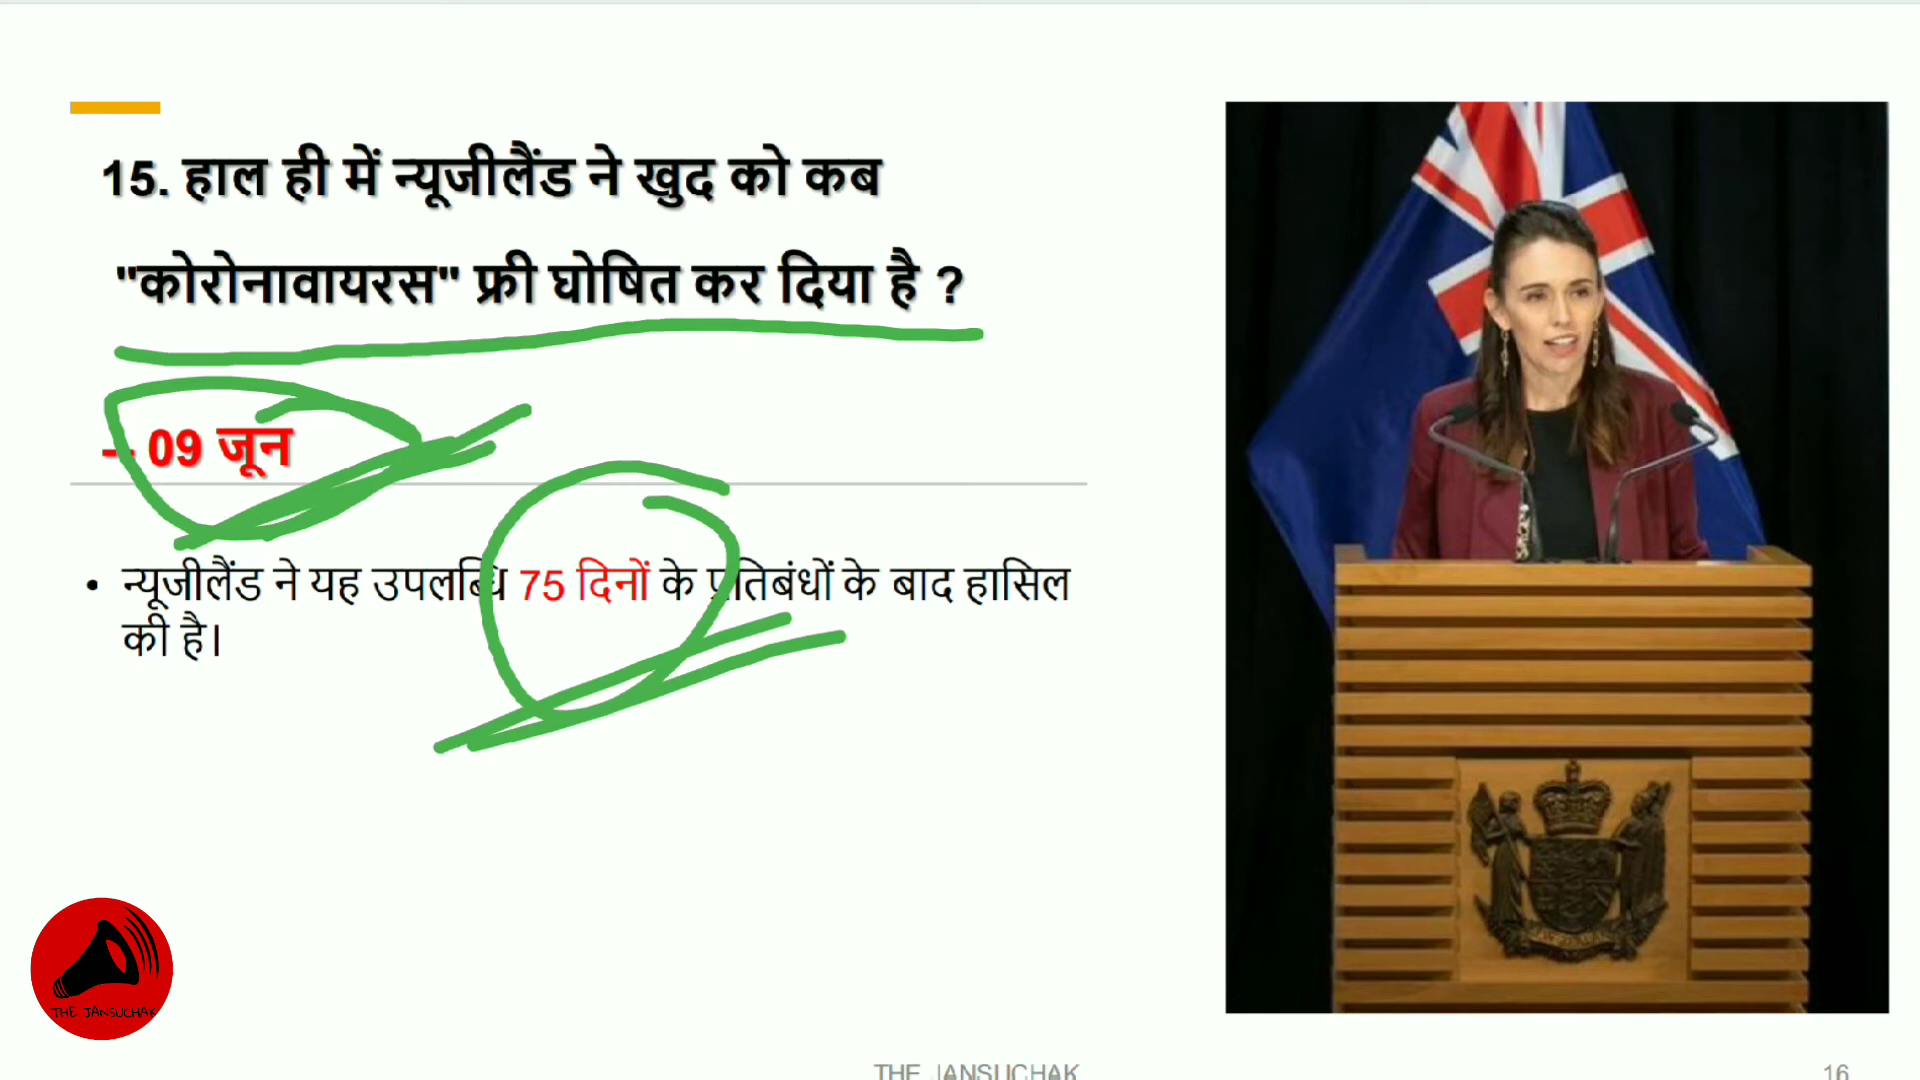 15. हाल ही में न्यूजीलैंड ने खुद को कब
"कोरोनावायरस" फ्री घोषित कर दिया है ?
-- 09 जून
• न्यूजीलैंड ने यह उपलब्धि 75 दिनों के प्रतिबंधों के बाद हासिल
की है।
THE JANSUCHAK
THE JANSUCHAK
16